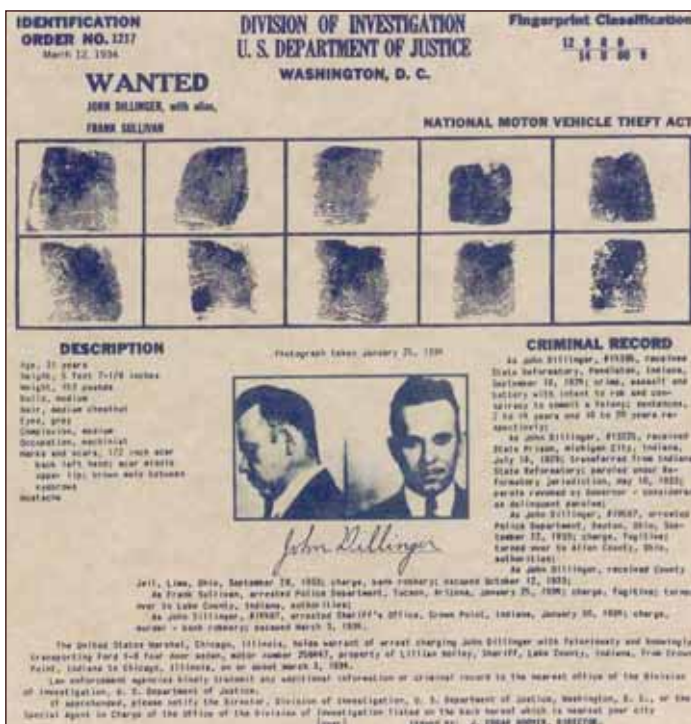 IDENTIFICATION
ORDER NO. 1217
March 12, 1934
DIVISION OF INVESTIGATION
U. S. DEPARTMENT OF JUSTICE
WASHINGTON, D. C.
Fingerprint Classification
WANTED
JOHN DILLINGER, with alias,
FRANK SULLIVAN
NATIONAL MOTOR VEHICLE THEFT ACT
DESCRIPTION
Age, 31 years
Height, 5 feet 7-1/8 inches
Weight, 153 pounds
Build, medium
Hair, medium chestnut
Eyes, grey
Complexion, medium
Occupation, machinist
Marks and scars, 1/2 inch scar
back left hand; scar middle
upper lip; brown mole between
eyebrows
Mustache
Photograph taken January 25, 1934
John Dillinger
CRIMINAL RECORD
As John Dillinger, received
State Reformatory, Pendleton, Indiana,
September 16, 1924; crime, assault and
battery with intent to rob and con-
spiracy to commit a felony; sentences,
2 to 14 years and 10 to 20 years re-
spectively;
As John Dillinger, received
State Prison, Michigan City, Indiana,
July 16, 1929; transferred from Indiana
State Reformatory; paroled under Re-
formatory jurisdiction, May 10, 1933;
parole revoked by Governor - considered
as delinquent parolee;
As John Dillinger, arrested
Police Department, Dayton, Ohio, Sep-
tember 22, 1933; charge, fugitive;
turned over to Allen County, Ohio,
authorities;
As John Dillinger, received County
Jail, Lima, Ohio, September 28, 1933; charge, bank robbery; escaped October 12, 1933;
As Frank Sullivan, arrested Police Department, Tucson, Arizona, January 25, 1934; charge, fugitive; turned
over to Lake County, Indiana, authorities;
As John Dillinger, arrested Sheriff's Office, Crown Point, Indiana, January 30, 1934; charge,
murder - bank robbery; escaped March 3, 1934.
The United States Marshal, Chicago, Illinois, holds warrant of arrest charging John Dillinger with feloniously and knowingly
transporting Ford V-8 four door sedan, motor number property of Lillian Holley, Sheriff, Lake County, Indiana, from Crown
Point, Indiana to Chicago, Illinois, on or about March 3, 1934.
Law enforcement agencies kindly transmit any additional information or criminal record to the nearest office of the Division
of Investigation, U. S. Department of Justice.
If apprehended, please notify the Director, Division of Investigation, U. S. Department of Justice, Washington, D. C., or the
Special Agent in Charge of the Office of the Division of Investigation listed on the back hereof which is nearest your city
J. EDGAR HOOVER, DIRECTOR